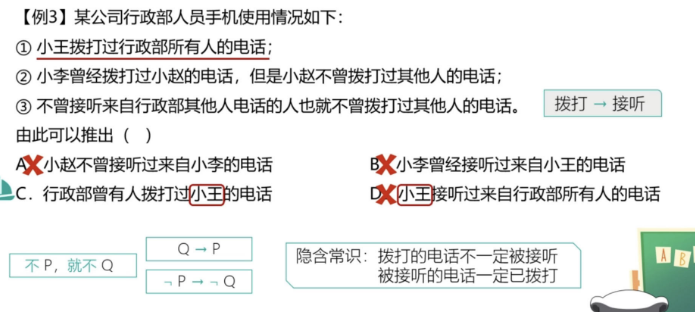 【例3】某公司行政部人员手机使用情况如下：
① 小王拨打过行政部所有人的电话；
② 小李曾经拨打过小赵的电话，但是小赵不曾拨打过其他人的电话；
③ 不曾接听来自行政部其他人电话的人也就不曾拨打过其他人的电话。
拨打 → 接听
由此可以推出（ ）
A 小赵不曾接听过来自小李的电话
B 小李曾经接听过来自小王的电话
C. 行政部曾有人拨打过小王的电话
D 小王接听过来自行政部所有人的电话
不 P，就不 Q
Q → P
¬ P → ¬ Q
隐含常识：拨打的电话不一定被接听
被接听的电话一定已拨打
A B